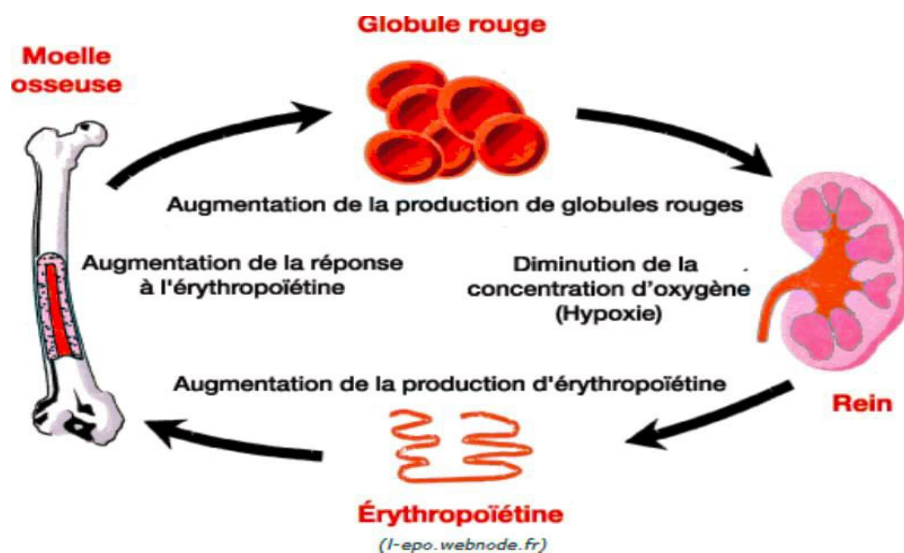 Globule rouge
Moelle
osseuse
Augmentation de la production de globules rouges
Augmentation de la réponse
à l'érythropoïétine
Diminution de la
concentration d'oxygène
(Hypoxie)
Augmentation de la production d'érythropoïétine
Rein
Érythropoïétine
(l-epo.webnode.fr)